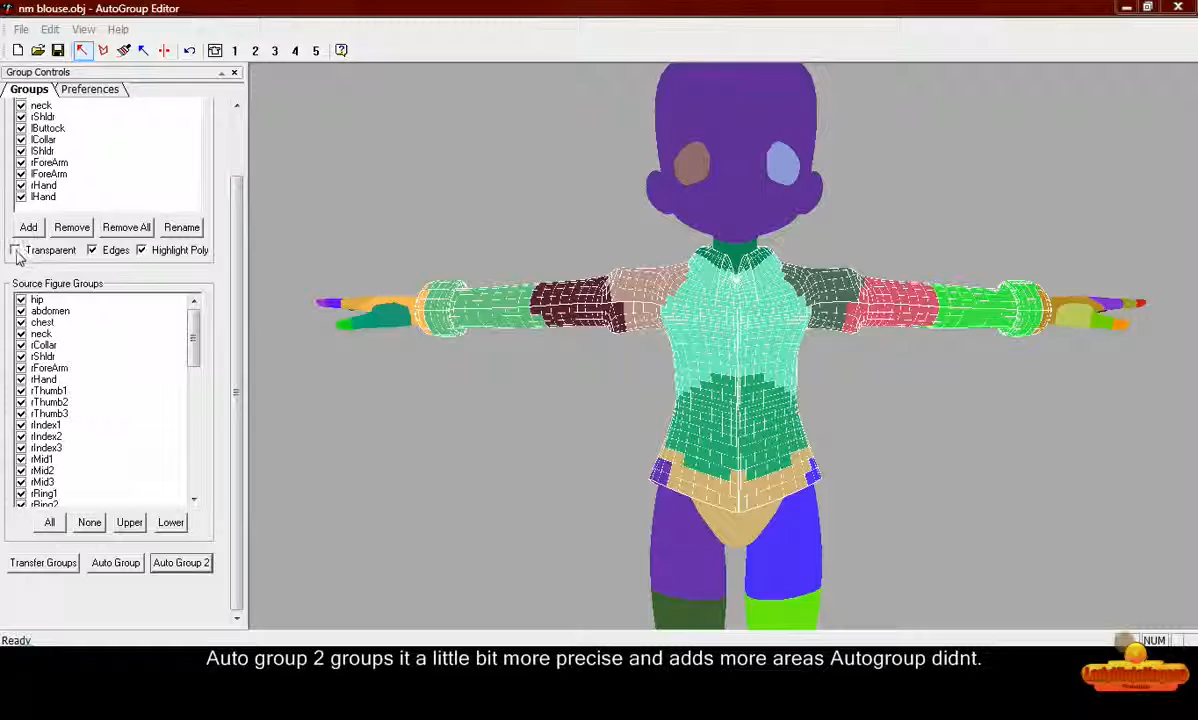 nm blouse.obj - AutoGroup Editor
File Edit View Help
1 2 3 4 5
Group Controls
Groups Preferences
neck
rShldr
lButtock
lCollar
lShldr
rForeArm
lForeArm
rHand
lHand
Add Remove Remove All Rename
Transparent Edges Highlight Poly
Source Figure Groups
hip
abdomen
chest
neck
rCollar
rShldr
rForeArm
rHand
rThumb1
rThumb2
rThumb3
rIndex1
rIndex2
rIndex3
rMid1
rMid2
rMid3
rRing1
rRing2
All None Upper Lower
Transfer Groups Auto Group Auto Group 2
Ready
NUM
Auto group 2 groups it a little bit more precise and adds more areas Autogroup didnt.